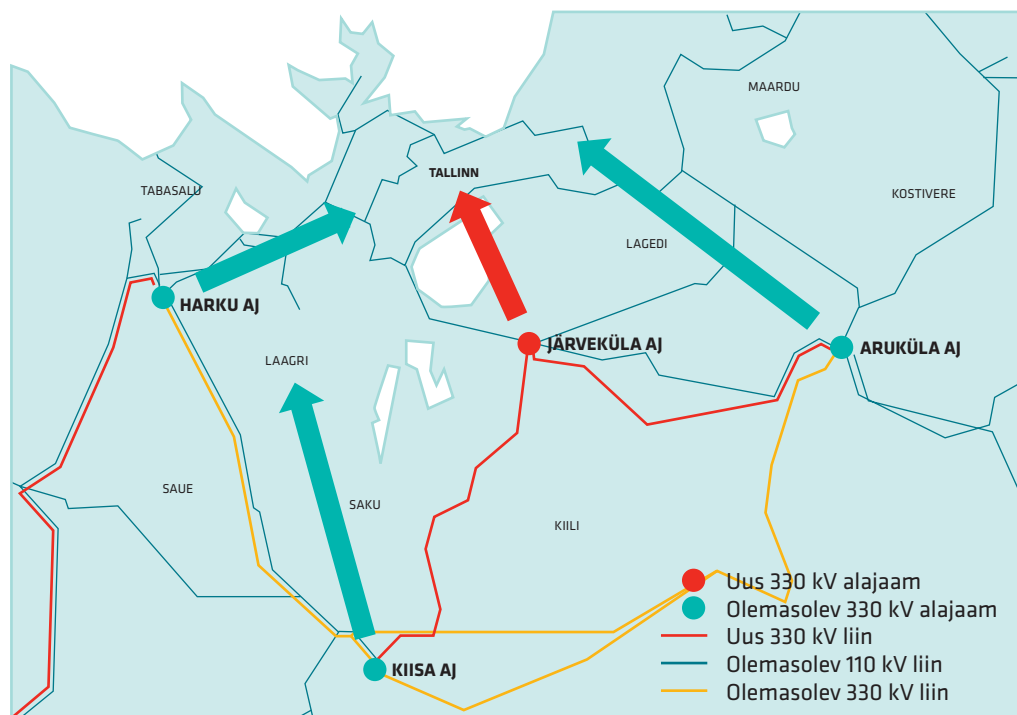 MAARDU
TALLINN
TABASALU
KOSTIVERE
LAGEDI
HARKU AJ
JÄRVEKÜLA AJ
ARUKÜLA AJ
LAAGRI
SAUE
SAKU
KIILI
KIISA AJ
Uus 330 kV alajaam
Olemasolev 330 kV alajaam
Uus 330 kV liin
Olemasolev 110 kV liin
Olemasolev 330 kV liin